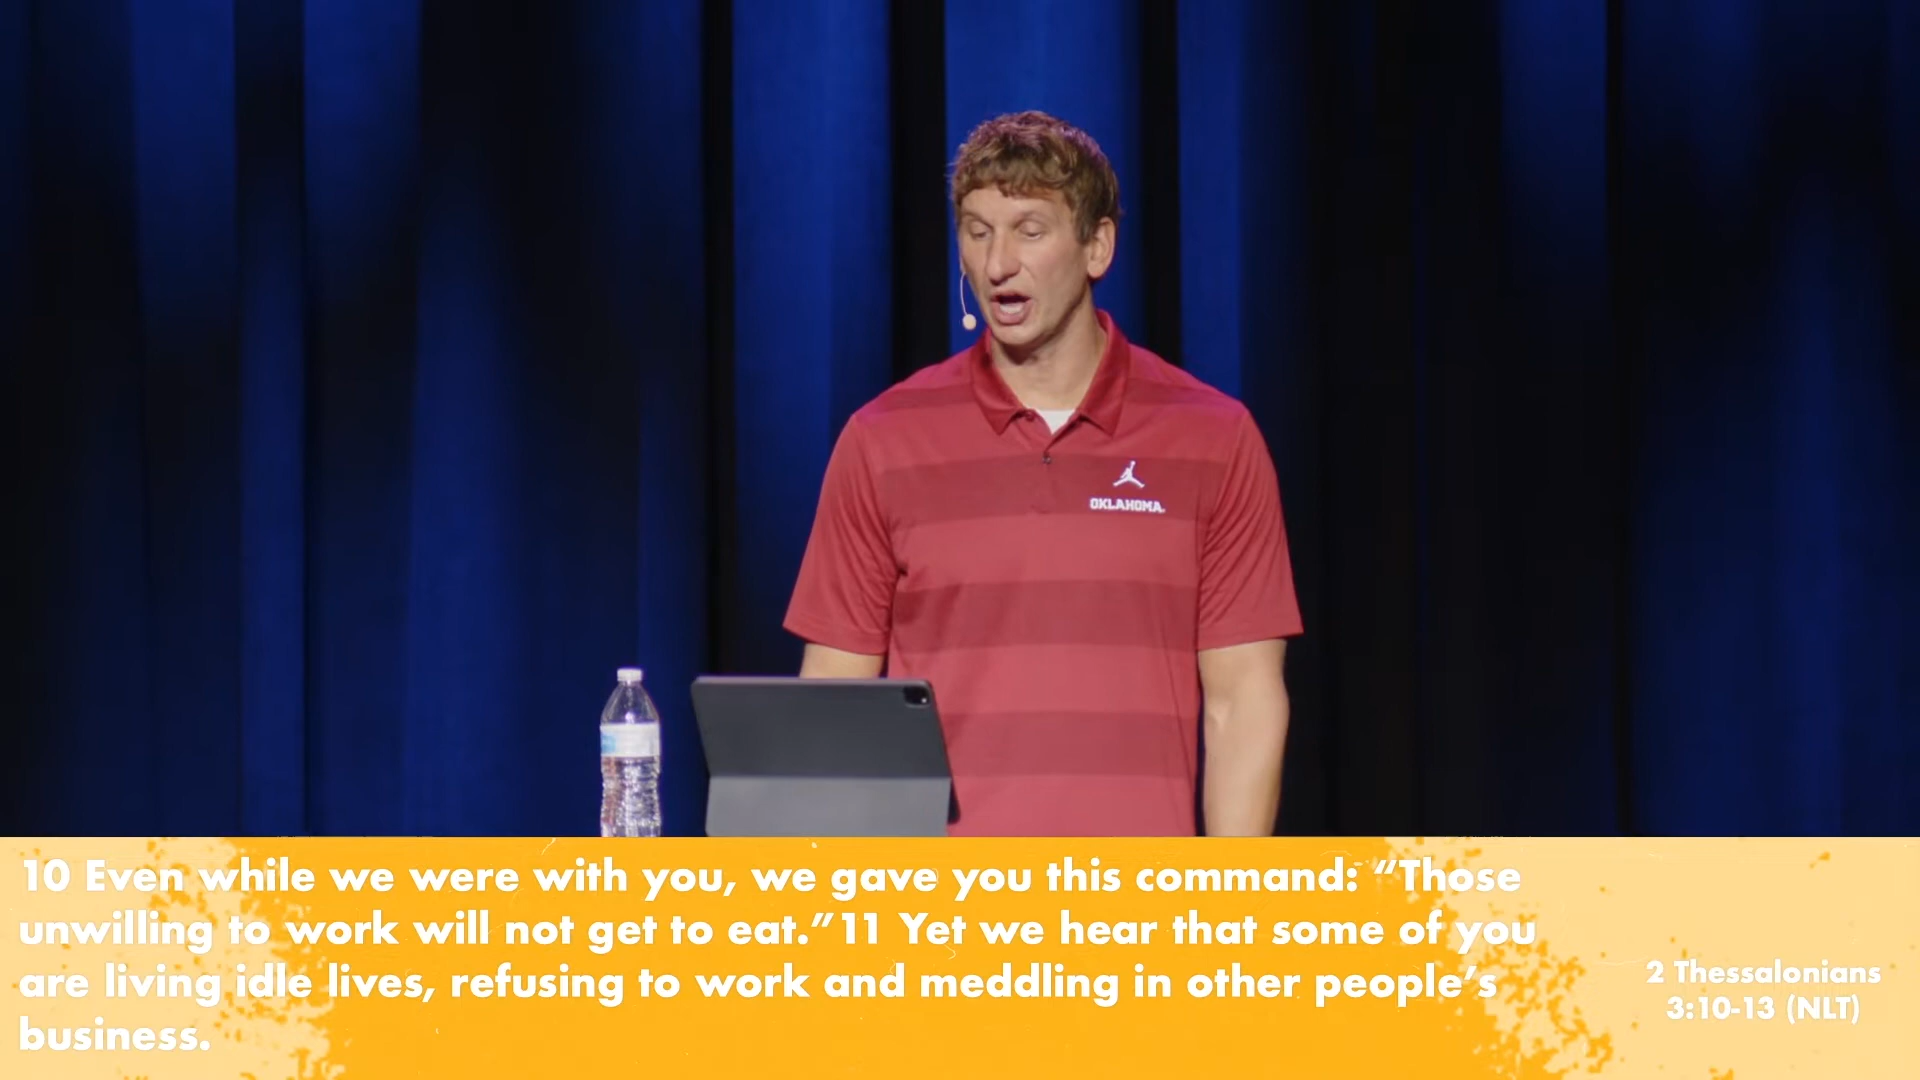 OKLAHOMA
10 Even while we were with you, we gave you this command: “Those
unwilling to work will not get to eat.”11 Yet we hear that some of you
are living idle lives, refusing to work and meddling in other people’s
business.
2 Thessalonians
3:10-13 (NLT)